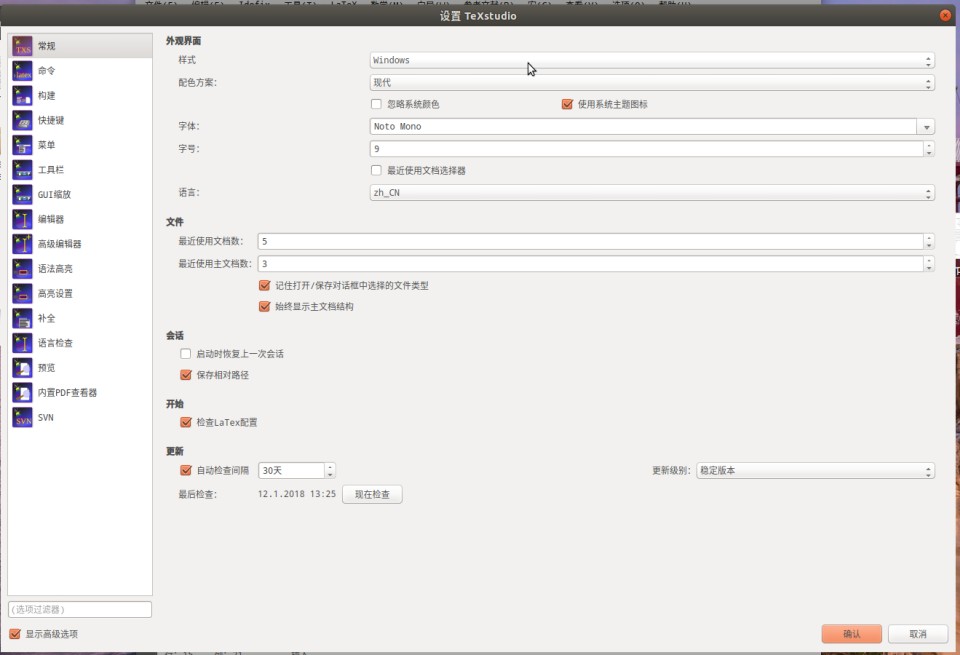 设置 TeXstudio
常规
命令
构建
快捷键
菜单
工具栏
GUI缩放
编辑器
高级编辑器
语法高亮
高亮设置
补全
语言检查
预览
内置PDF查看器
SVN
(选项过滤器)
显示高级选项
外观界面
样式 Windows
配色方案： 现代
忽略系统颜色 使用系统主题图标
字体： Noto Mono
字号： 9
最近使用文档选择器
语言： zh_CN
文件
最近使用文档数： 5
最近使用主文档数： 3
记住打开/保存对话框中选择的文件类型
始终显示主文档结构
会话
启动时恢复上一次会话
保存相对路径
开始
检查LaTex配置
更新
自动检查间隔 30天 更新级别： 稳定版本
最后检查： 12.1.2018 13:25 现在检查
确认 取消